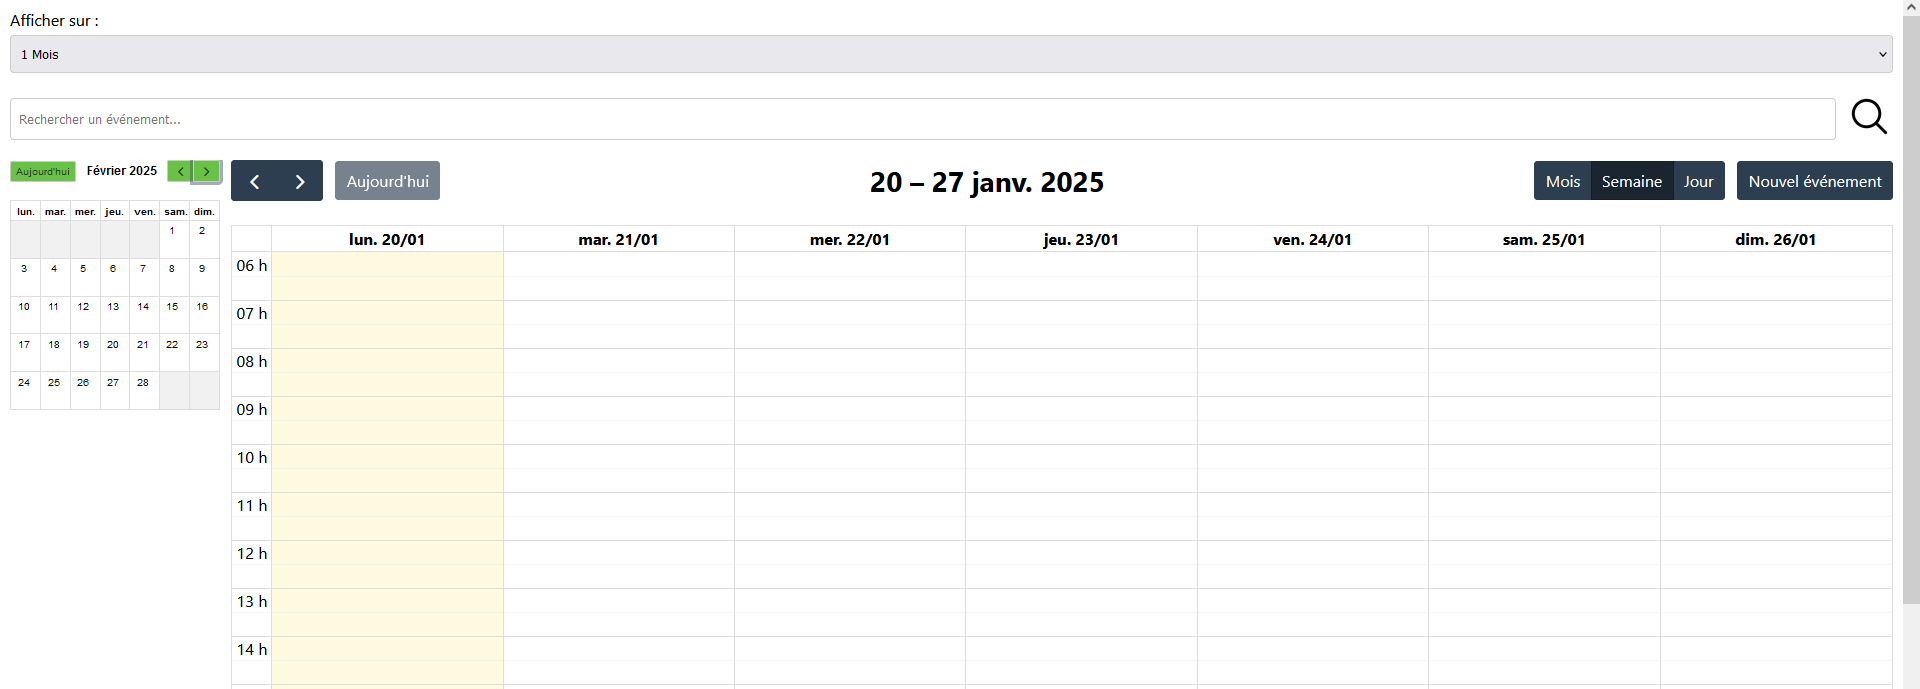 Afficher sur :
1 Mois
Rechercher un événement...
Aujourd'hui Février 2025
lun. mar. mer. jeu. ven. sam. dim.
1 2
3 4 5 6 7 8 9
10 11 12 13 14 15 16
17 18 19 20 21 22 23
24 25 26 27 28
Aujourd'hui 20 – 27 janv. 2025 Mois Semaine Jour Nouvel événement
lun. 20/01 mar. 21/01 mer. 22/01 jeu. 23/01 ven. 24/01 sam. 25/01 dim. 26/01
06 h
07 h
08 h
09 h
10 h
11 h
12 h
13 h
14 h